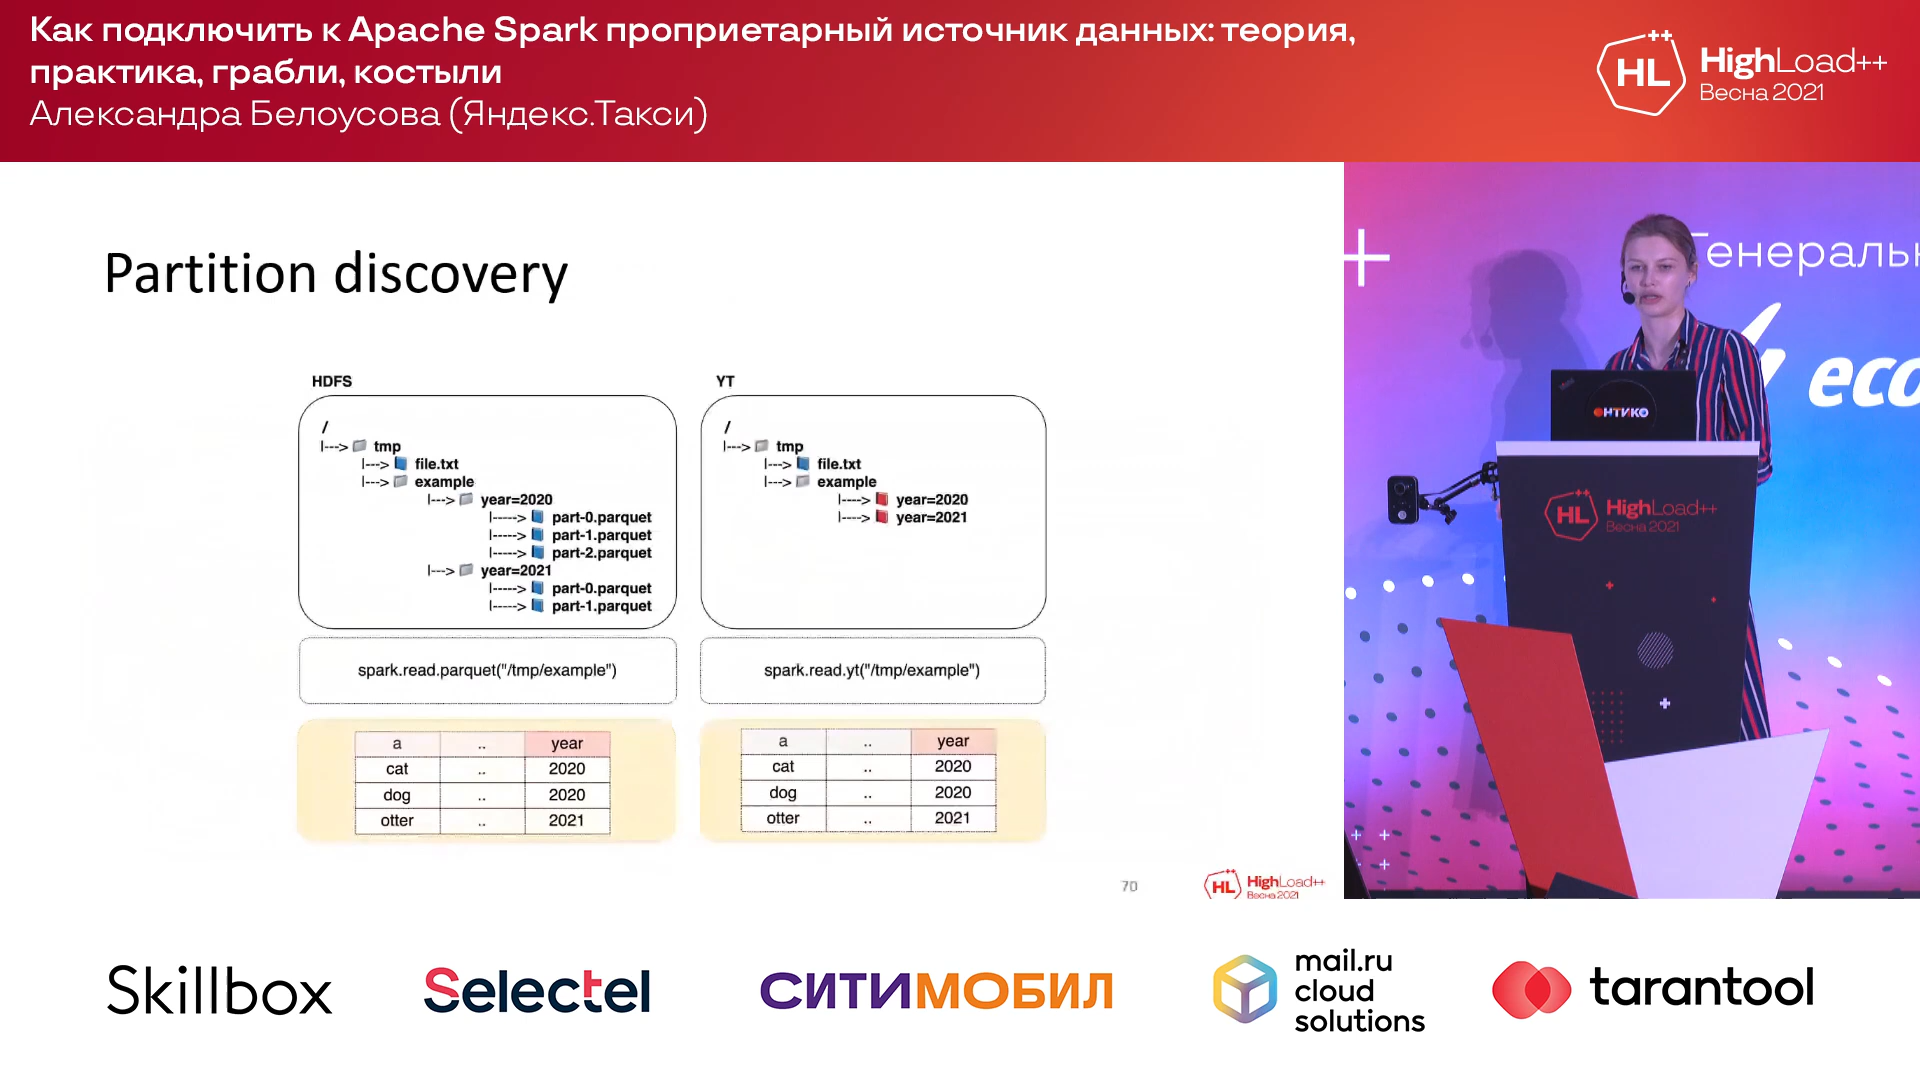 Как подключить к Apache Spark проприетарный источник данных: теория,
практика, грабли, костыли
Александра Белоусова (Яндекс.Такси)
HL
HighLoad++
Весна 2021
Partition discovery
HDFS
/
|---> tmp
|---> file.txt
|---> example
|---> year=2020
|-----> part-0.parquet
|-----> part-1.parquet
|-----> part-2.parquet
|---> year=2021
|-----> part-0.parquet
|-----> part-1.parquet
spark.read.parquet("/tmp/example")
a .. year
cat .. 2020
dog .. 2020
otter .. 2021
YT
/
|---> tmp
|---> file.txt
|---> example
|----> year=2020
|----> year=2021
spark.read.yt("/tmp/example")
a .. year
cat .. 2020
dog .. 2020
otter .. 2021
70
HL
HighLoad++
Весна 2021
ОНТИКО
HL
HighLoad++
Весна 2021
Skillbox
Selectel
СИТИМОБИЛ
mail.ru
cloud
solutions
tarantool